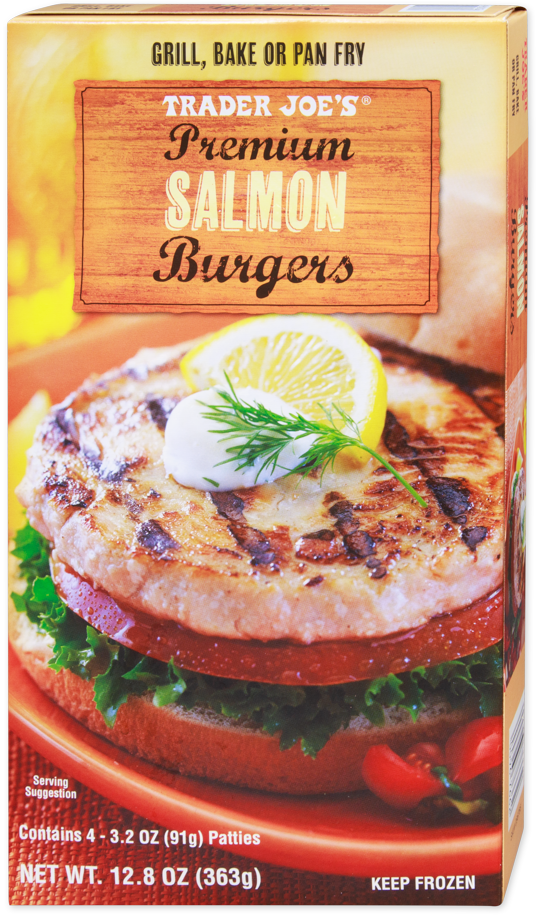 GRILL, BAKE OR PAN FRY
TRADER JOE'S®
Premium
SALMON
Burgers
Serving
Suggestion
Contains 4 - 3.2 OZ (91g) Patties
NET WT. 12.8 OZ (363g)
KEEP FROZEN